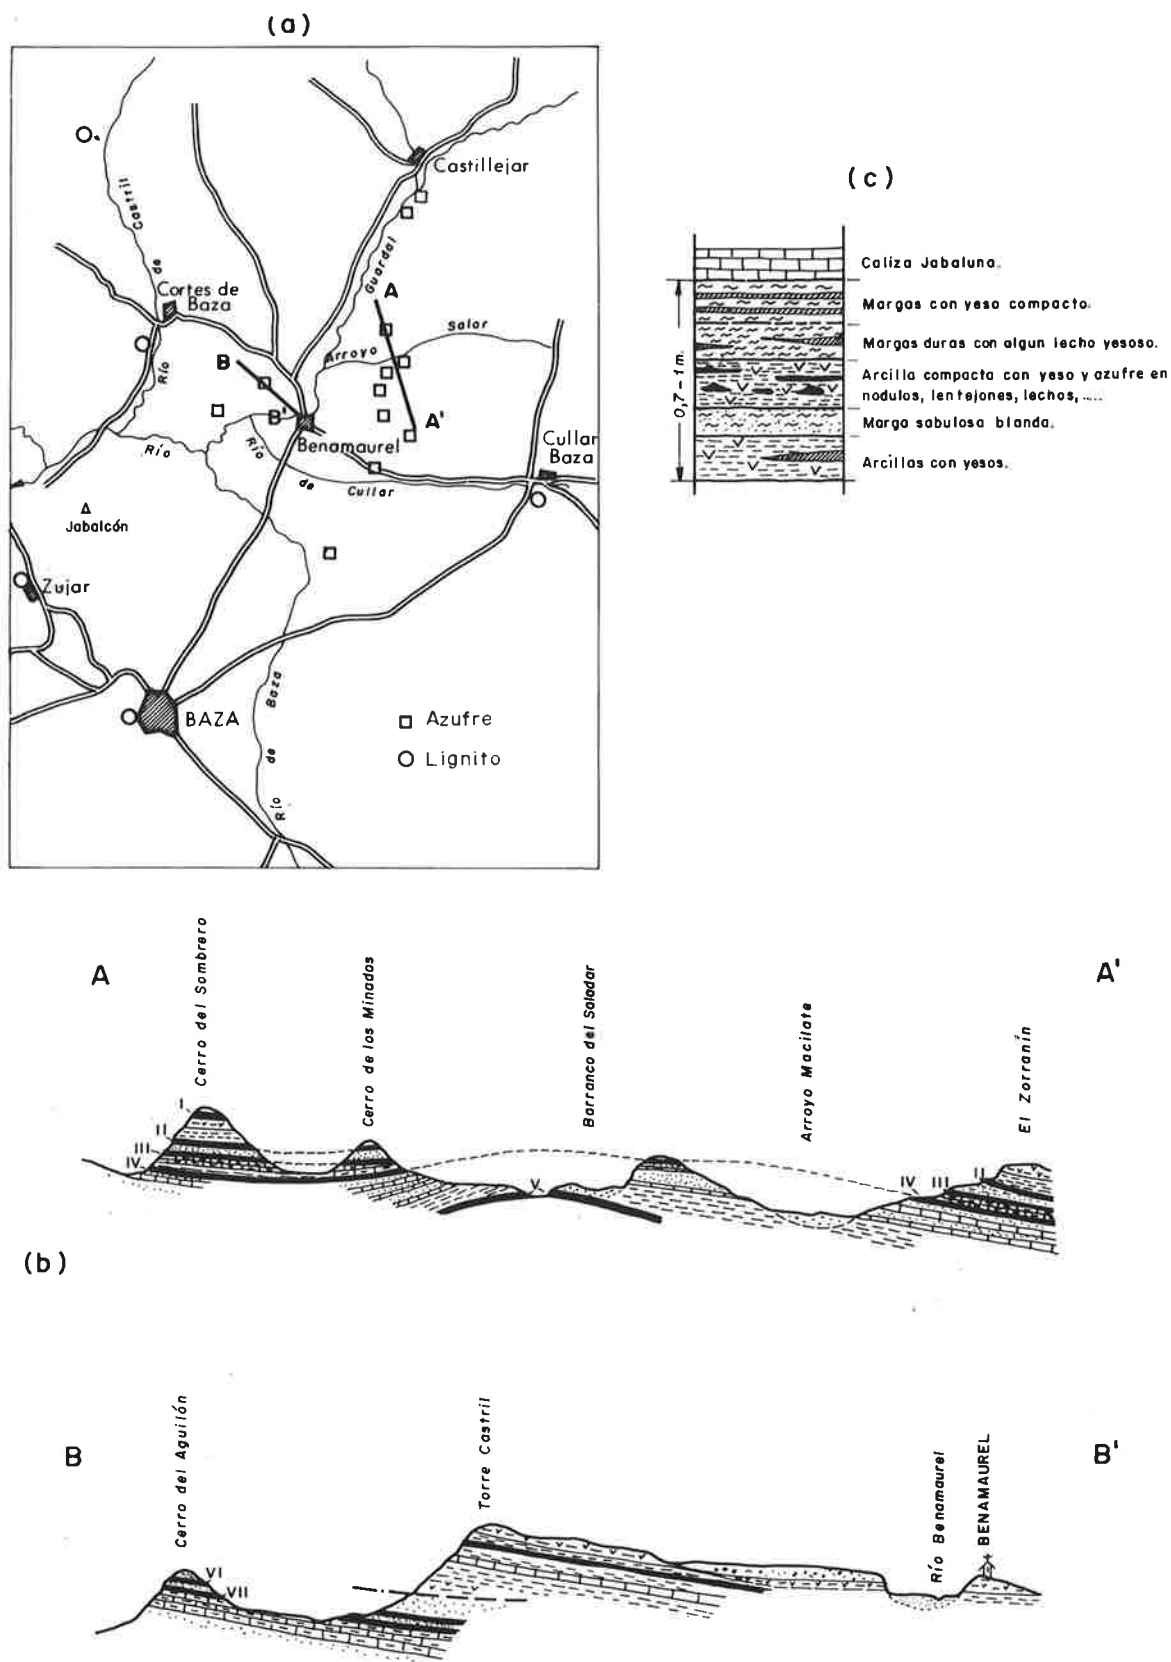 (a)
Castillejar
Castril
de
Río
Cortes de
Baza
Guardal
A
Salar
Arroyo
B
B'
A'
Benamaurel
Río
Río
de
Cullar
Cullar
Baza
Δ
Jabalcón
Zujar
BAZA
Baza
de
Río
Azufre
Lignito
(c)
0,7-1m.
Caliza Jabaluna.
Margas con yeso compacto.
Margas duras con algun lecho yesoso.
Arcilla compacta con yeso y azufre en
nodulos, lentejones, lechos,....
Marga sabulosa blanda.
Arcillas con yesos.
(b)
A
A'
Cerro del Sombrero
Cerro de los Minados
Barranco del Saladar
Arroyo Macilate
El Zorranín
I
II
III
IV
V
IV
III
II
B
B'
Cerro del Aguilón
Torre Castril
Río Benamaurel
BENAMAUREL
VI
VII